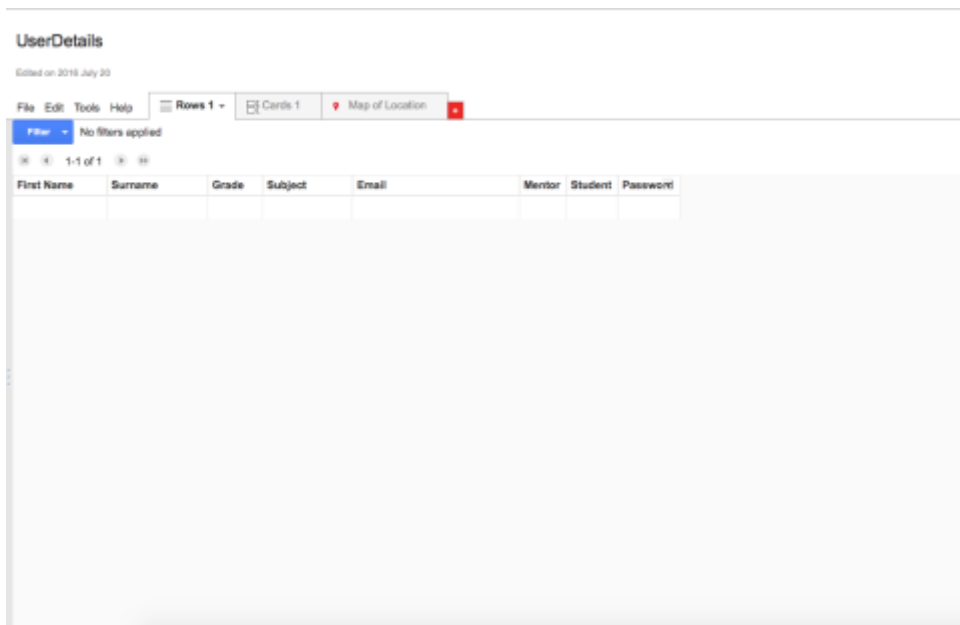 UserDetails
Edited on 2016 July 20
File Edit Tools Help Rows 1 Cards 1 Map of Location +
Filter No filters applied
1-1 of 1
First Name Surname Grade Subject Email Mentor Student Password